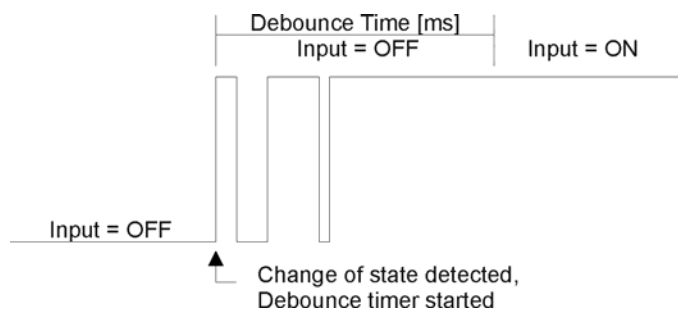 Debounce Time [ms]
Input = OFF
Input = ON
Input = OFF
Change of state detected,
Debounce timer started